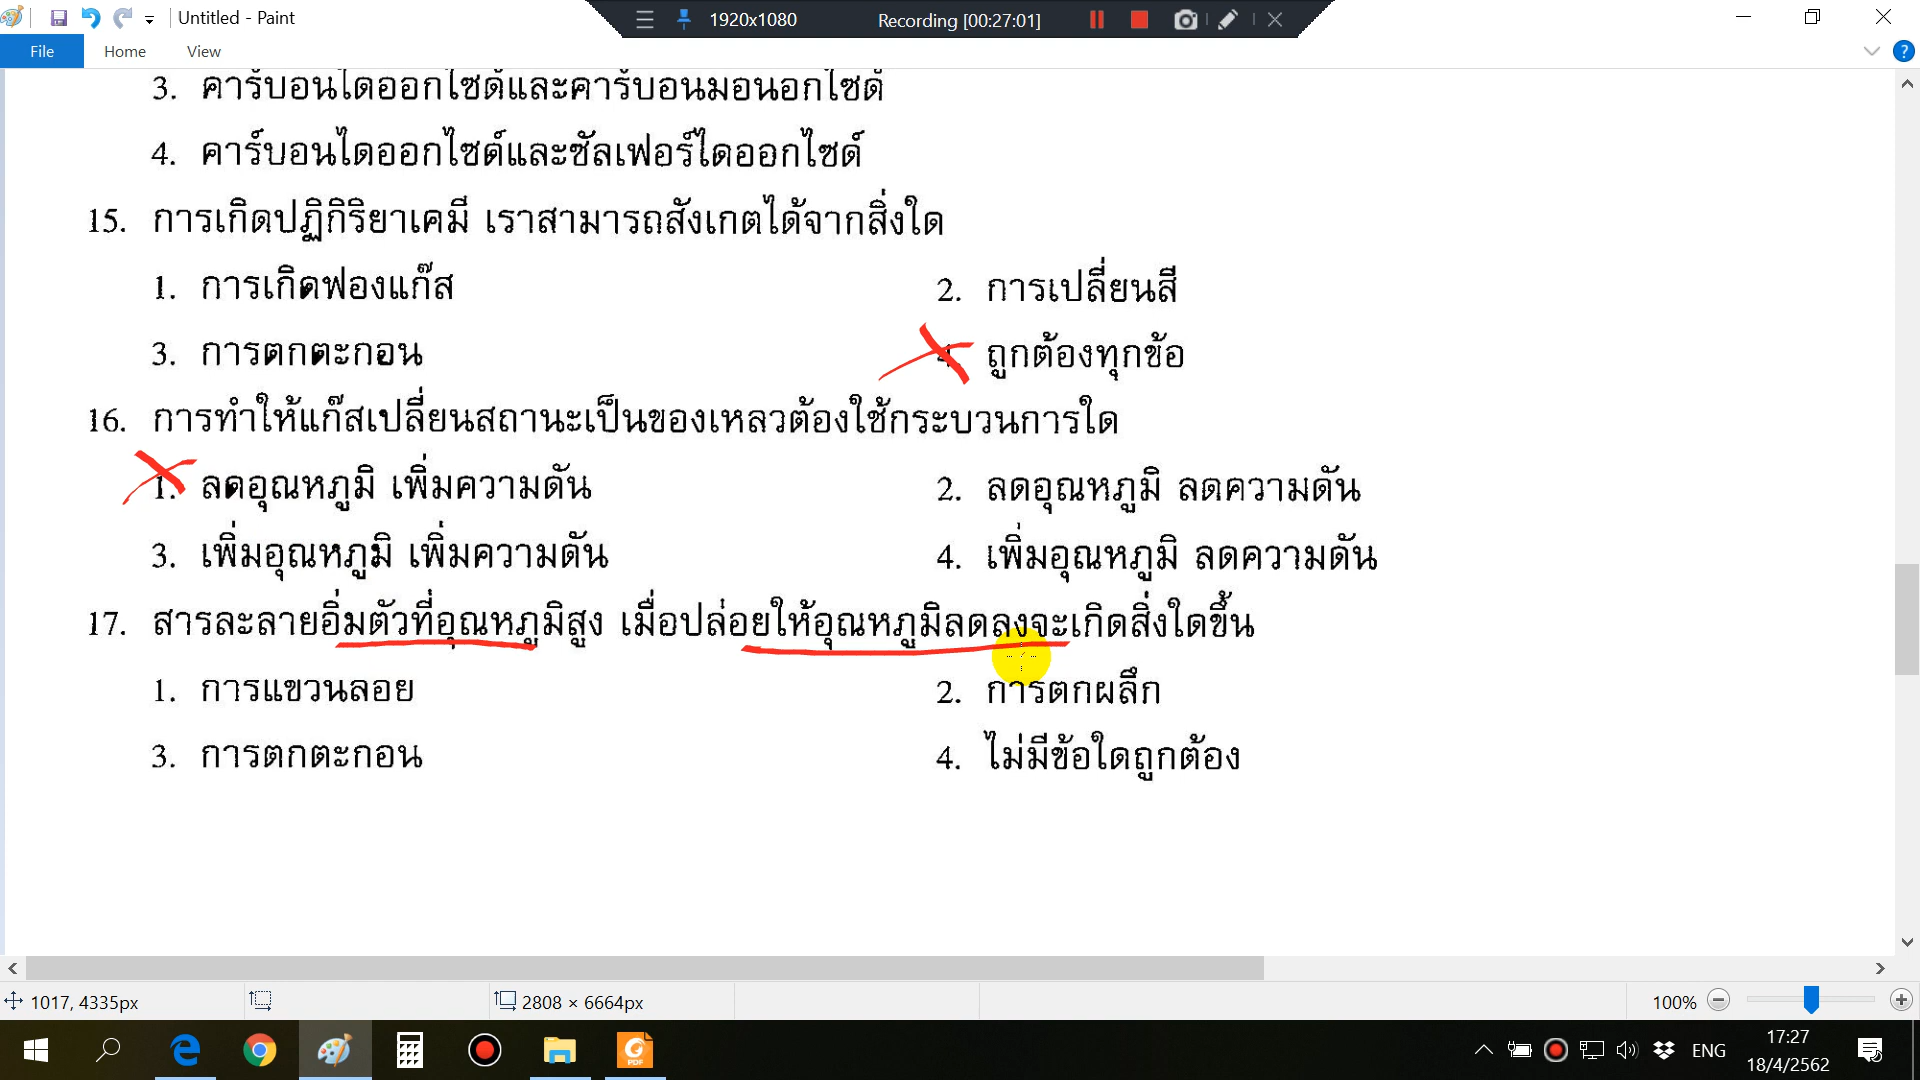 Untitled - Paint
1920x1080
Recording [00:27:01]
File
Home
View
3. คาร์บอนไดออกไซด์และคาร์บอนมอนอกไซด์
4. คาร์บอนไดออกไซด์และซัลเฟอร์ไดออกไซด์
15. การเกิดปฏิกิริยาเคมี เราสามารถสังเกตได้จากสิ่งใด
1. การเกิดฟองแก๊ส
2. การเปลี่ยนสี
3. การตกตะกอน
4. ถูกต้องทุกข้อ
16. การทำให้แก๊สเปลี่ยนสถานะเป็นของเหลวต้องใช้กระบวนการใด
1. ลดอุณหภูมิ เพิ่มความดัน
2. ลดอุณหภูมิ ลดความดัน
3. เพิ่มอุณหภูมิ เพิ่มความดัน
4. เพิ่มอุณหภูมิ ลดความดัน
17. สารละลายอิ่มตัวที่อุณหภูมิสูง เมื่อปล่อยให้อุณหภูมิลดลงจะเกิดสิ่งใดขึ้น
1. การแขวนลอย
2. การตกผลึก
3. การตกตะกอน
4. ไม่มีข้อใดถูกต้อง
1017, 4335px
2808 × 6664px
100%
PDF
ENG
17:27
18/4/2562